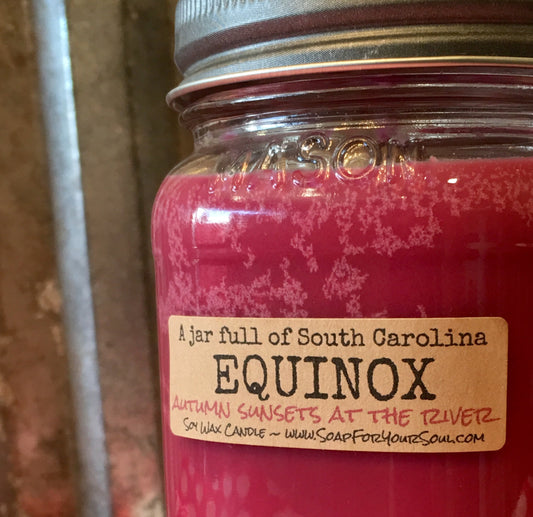 MASON
A jar full of South Carolina
EQUINOX
AUTUMN SUNSETS AT THE RIVER
Soy Wax Candle ~ www.SoapForYourSoul.com